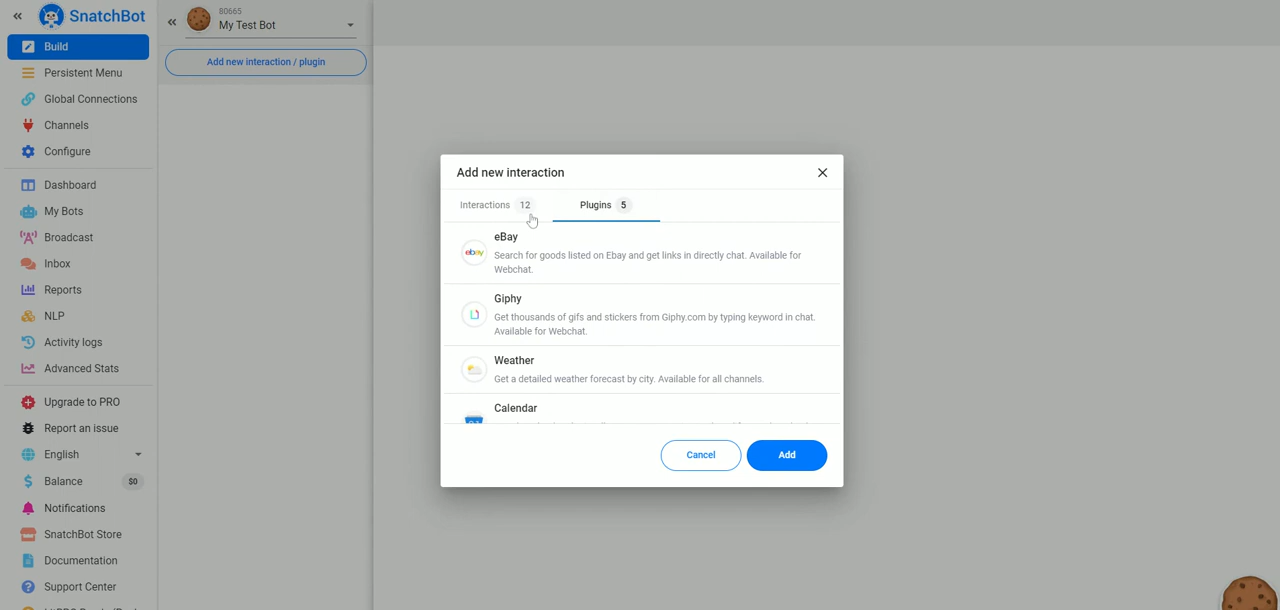 SnatchBot
Build
Persistent Menu
Global Connections
Channels
Configure
Dashboard
My Bots
Broadcast
Inbox
Reports
NLP
Activity logs
Advanced Stats
Upgrade to PRO
Report an issue
English
Balance $0
Notifications
SnatchBot Store
Documentation
Support Center
80665
My Test Bot
Add new interaction / plugin
Add new interaction
Interactions 12 Plugins 5
eBay
ebay
Search for goods listed on Ebay and get links in directly chat. Available for
Webchat.
Giphy
Get thousands of gifs and stickers from Giphy.com by typing keyword in chat.
Available for Webchat.
Weather
Get a detailed weather forecast by city. Available for all channels.
Calendar
Cancel Add